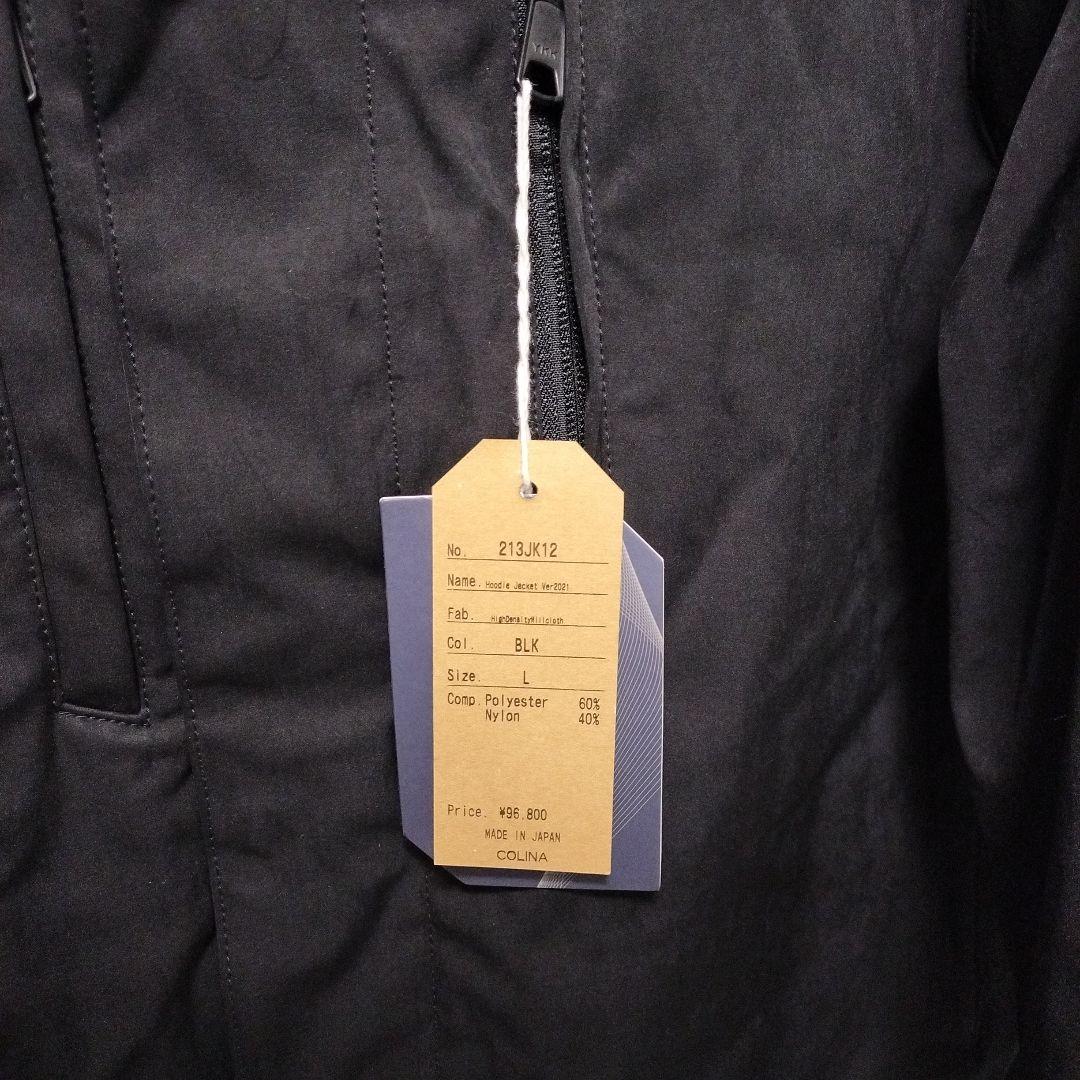 YKK
No. 213JK12
Name. Hoodie Jacket Ver2021
Fab. HighDensityMillcloth
Col. BLK
Size. L
Comp. Polyester 60%
Nylon 40%
Price. ¥96,800
MADE IN JAPAN
COLINA